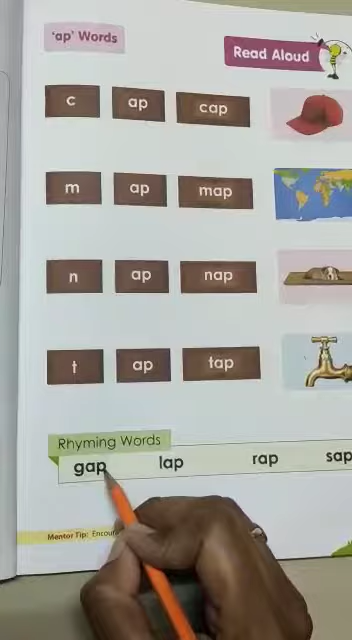 'ap' Words
Read Aloud
c ap cap
m ap map
n ap nap
t ap tap
Rhyming Words
gap lap rap sap
Mentor Tip: